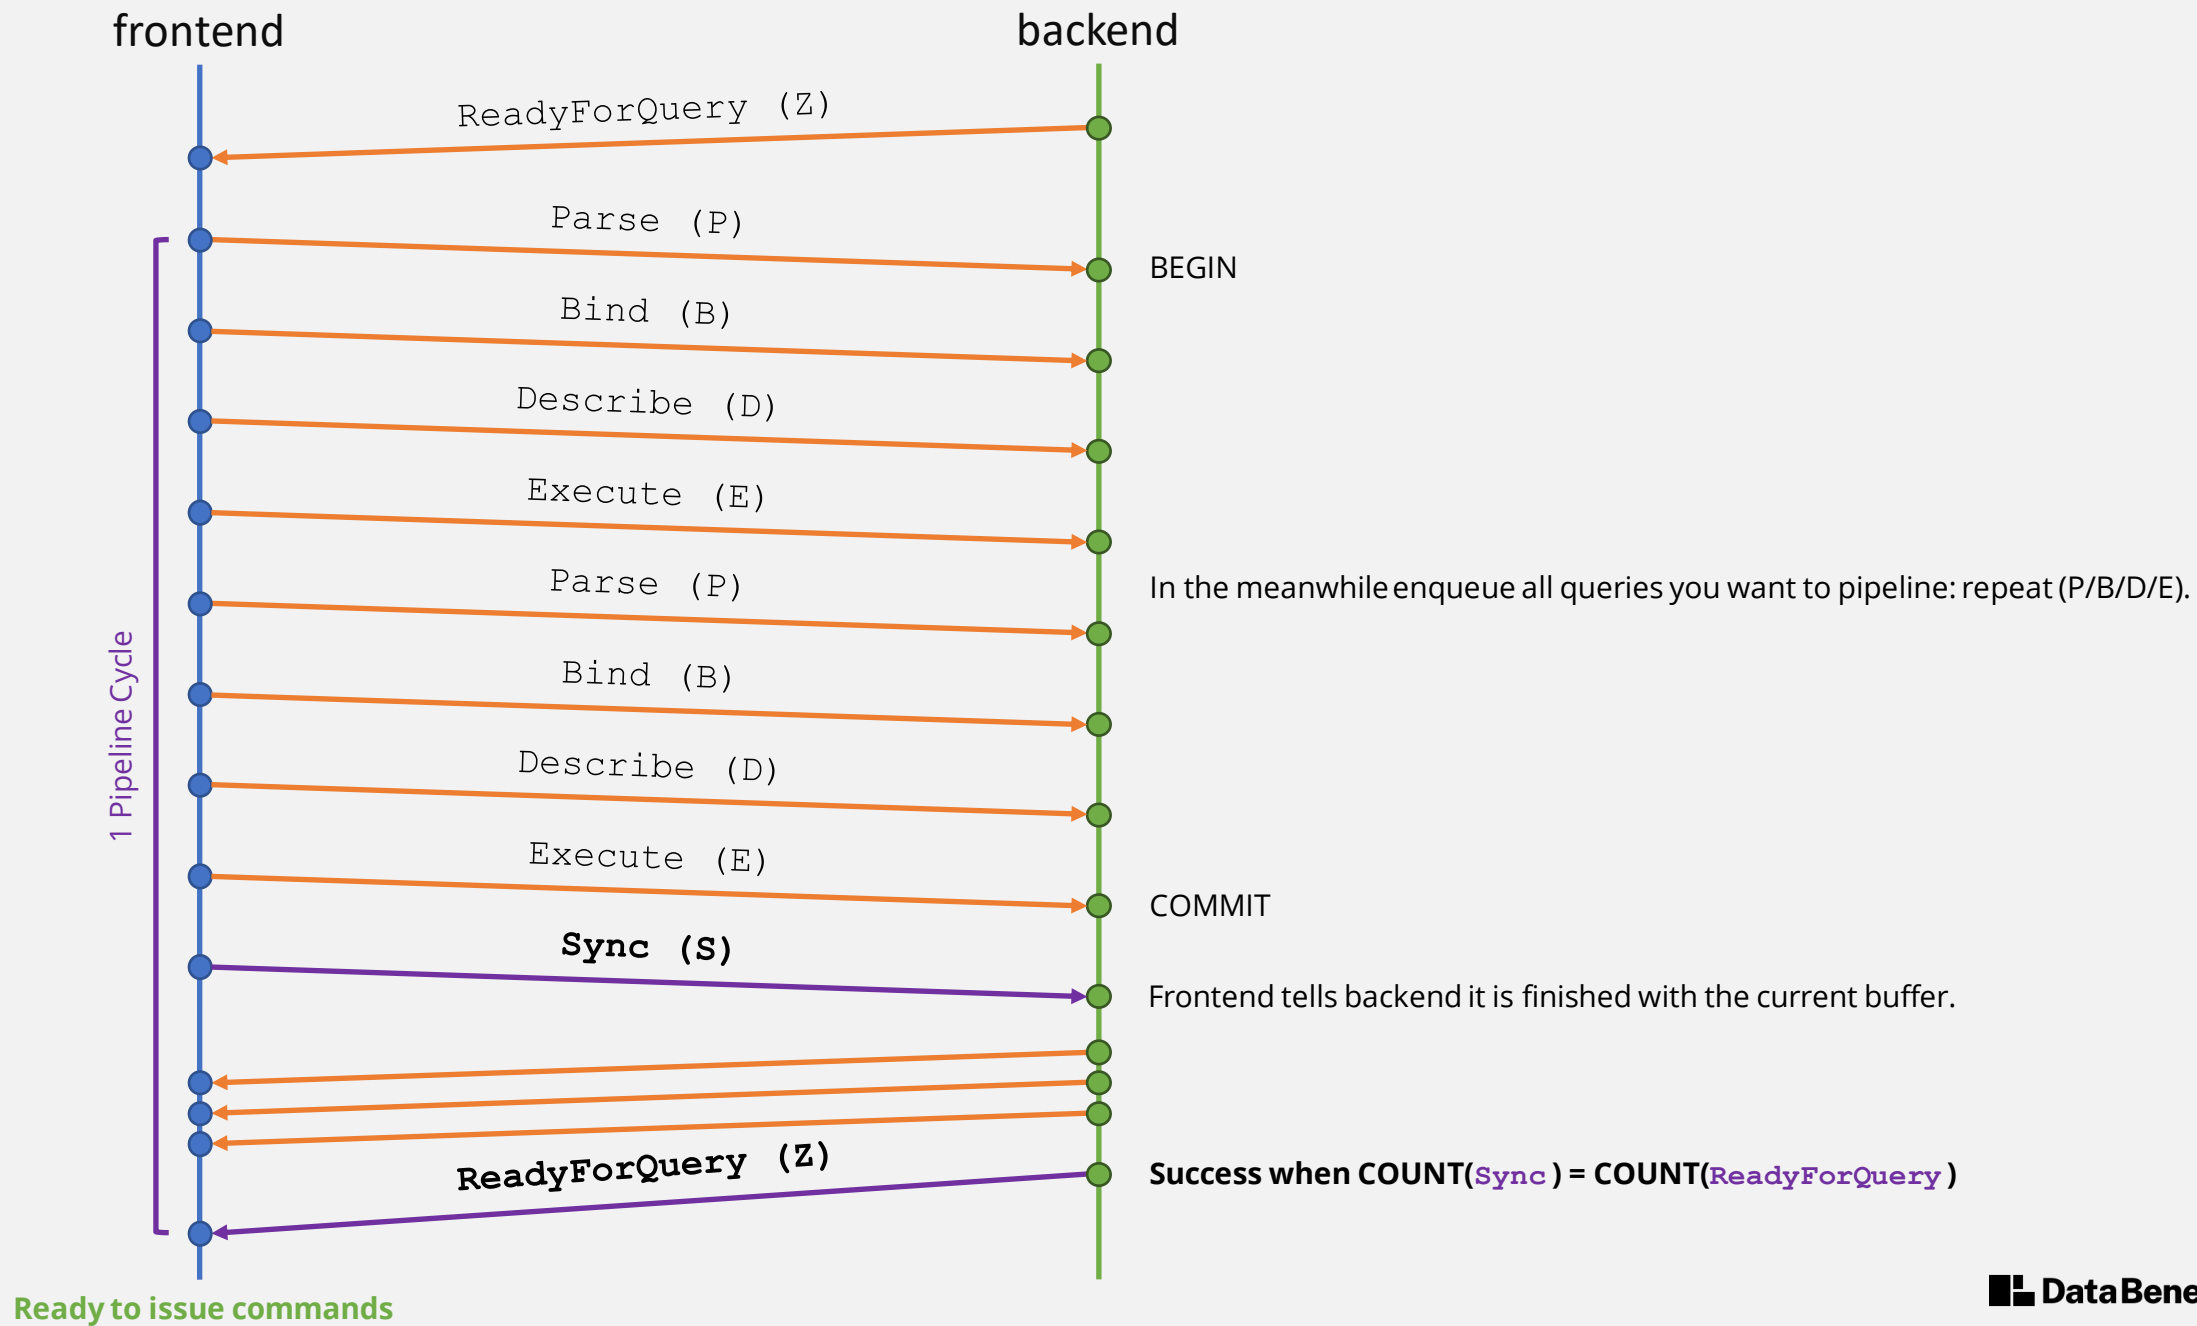 frontend
backend
ReadyForQuery (Z)
Parse (P)
BEGIN
Bind (B)
Describe (D)
Execute (E)
Parse (P)
In the meanwhile enqueue all queries you want to pipeline: repeat (P/B/D/E).
1 Pipeline Cycle
Bind (B)
Describe (D)
Execute (E)
COMMIT
Sync (S)
Frontend tells backend it is finished with the current buffer.
ReadyForQuery (Z)
Success when COUNT(Sync) = COUNT(ReadyForQuery)
Ready to issue commands
DataBene